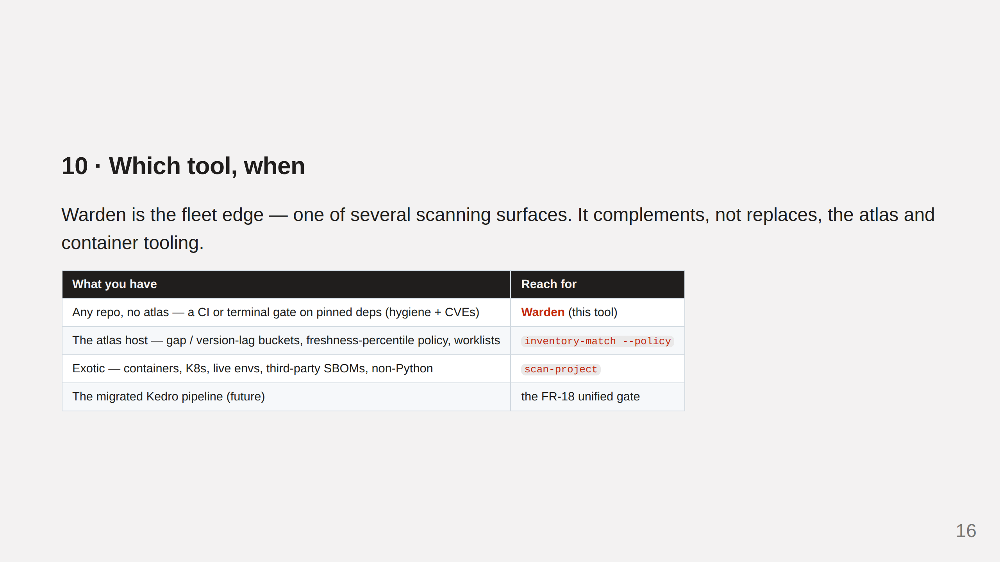 10 · Which tool, when
Warden is the fleet edge — one of several scanning surfaces. It complements, not replaces, the atlas and
container tooling.
What you have Reach for
Any repo, no atlas — a CI or terminal gate on pinned deps (hygiene + CVEs) Warden (this tool)
The atlas host — gap / version-lag buckets, freshness-percentile policy, worklists inventory-match --policy
Exotic — containers, K8s, live envs, third-party SBOMs, non-Python scan-project
The migrated Kedro pipeline (future) the FR-18 unified gate
16